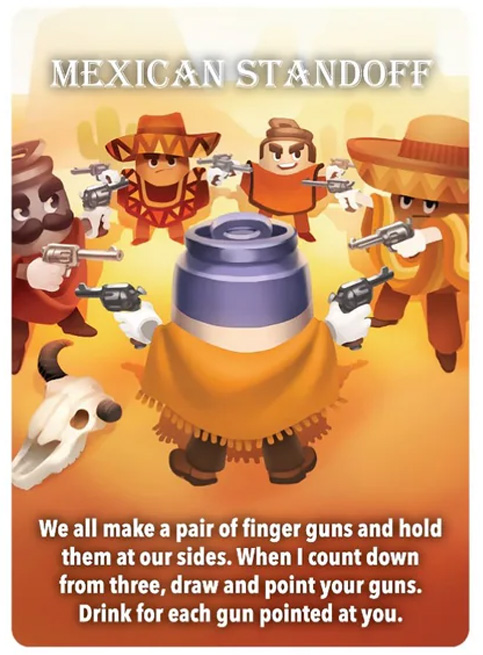 MEXICAN STANDOFF
We all make a pair of finger guns and hold
them at our sides. When I count down
from three, draw and point your guns.
Drink for each gun pointed at you.